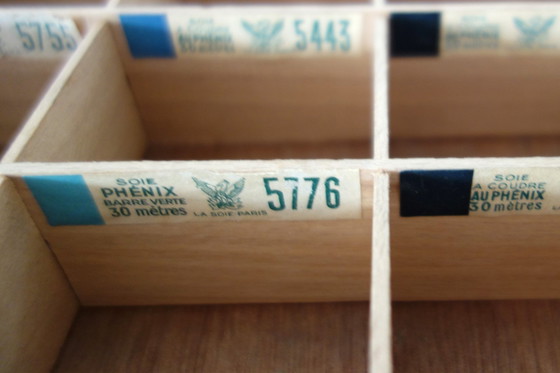 5755
5443
SOIE
PHÉNIX
BARRE VERTE
30 mètres
LA SOIE-PARIS
5776
SOIE
A COUDRE
AU PHÉNIX
30 mètres